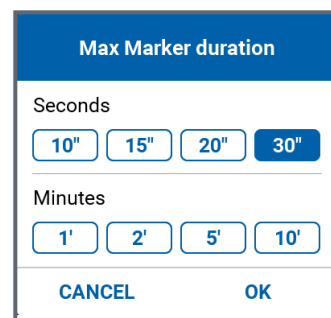 Max Marker duration
Seconds
10" 15" 20" 30"
Minutes
1' 2' 5' 10'
CANCEL OK